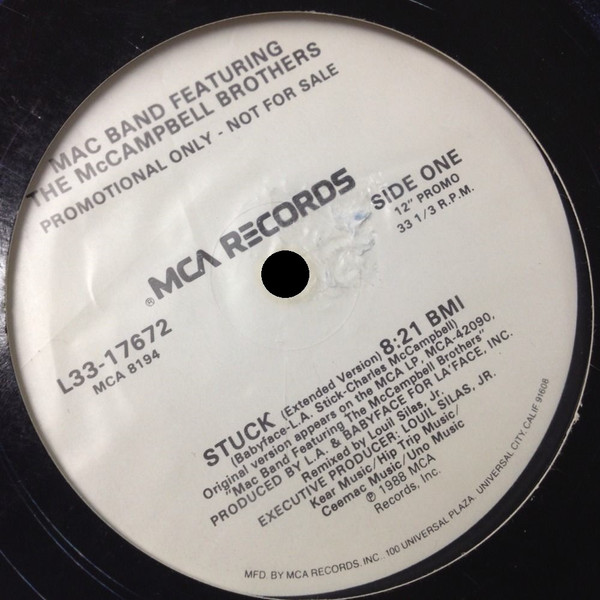 MAC BAND FEATURING
THE McCAMPBELL BROTHERS
PROMOTIONAL ONLY - NOT FOR SALE
®MCA RECORDS
SIDE ONE
12" PROMO
33 1/3 R.P.M.
L33-17672
MCA 8194
STUCK (Extended Version) 8:21 BMI
(Babyface-L.A. Stick-Charles McCampbell)
Original version appears on the MCA LP, MCA-42090,
"Mac Band Featuring The McCampbell Brothers"
PRODUCED BY L.A. & BABYFACE FOR LA'FACE, INC.
Remixed by Louil Silas, Jr.
EXECUTIVE PRODUCER: LOUIL SILAS, JR.
Kear Music/Hip Trip Music/
Ceemac Music/Uno Music
℗ 1988 MCA
Records, Inc.
MFD. BY MCA RECORDS, INC., 100 UNIVERSAL PLAZA, UNIVERSAL CITY, CALIF 91608